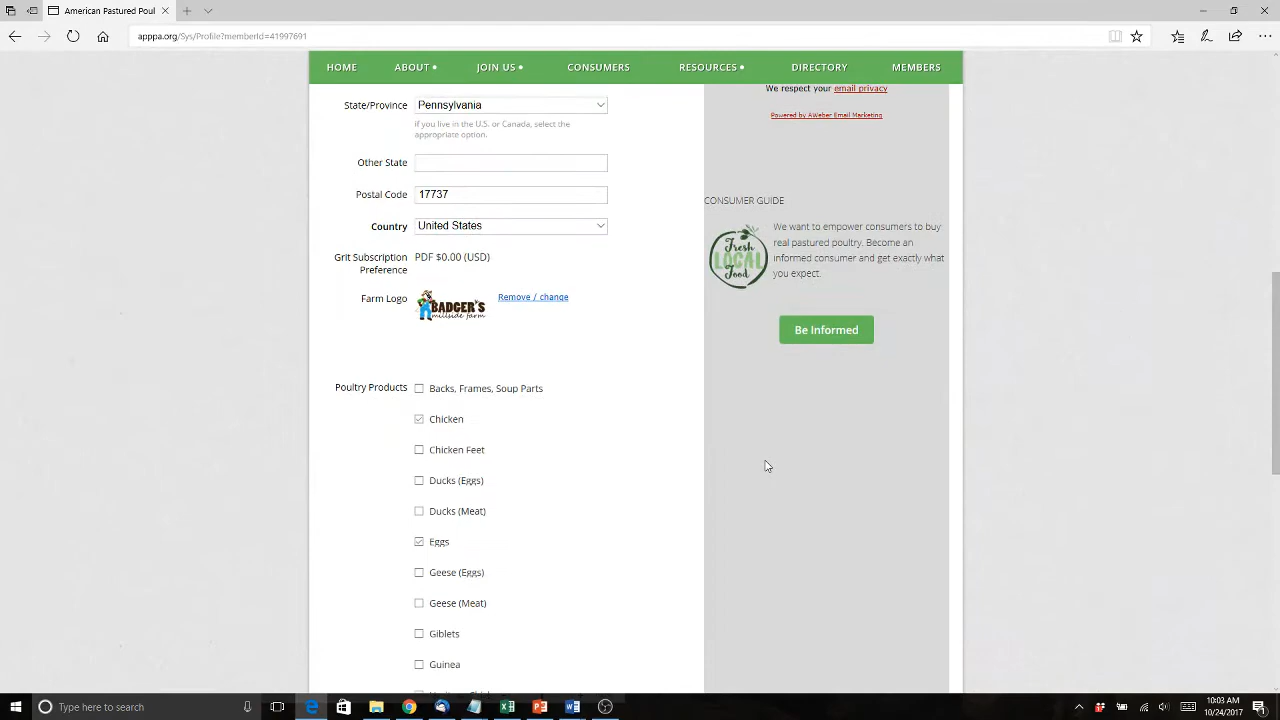 American Pastured Poul
apppa.org/Sys/Profile?memberId=41997691
HOME ABOUT • JOIN US • CONSUMERS RESOURCES • DIRECTORY MEMBERS
State/Province Pennsylvania
If you live in the U.S. or Canada, select the
appropriate option.
Other State
Postal Code 17737
Country United States
Grit Subscription
Preference
PDF $0.00 (USD)
Farm Logo
BADGER'S
millside farm
Remove / change
Poultry Products
Backs, Frames, Soup Parts
Chicken
Chicken Feet
Ducks (Eggs)
Ducks (Meat)
Eggs
Geese (Eggs)
Geese (Meat)
Giblets
Guinea
We respect your email privacy
Powered by AWeber Email Marketing
CONSUMER GUIDE
Fresh
LOCAL
Food
We want to empower consumers to buy
real pastured poultry. Become an
informed consumer and get exactly what
you expect.
Be Informed
Type here to search
10:03 AM
10/24/2017